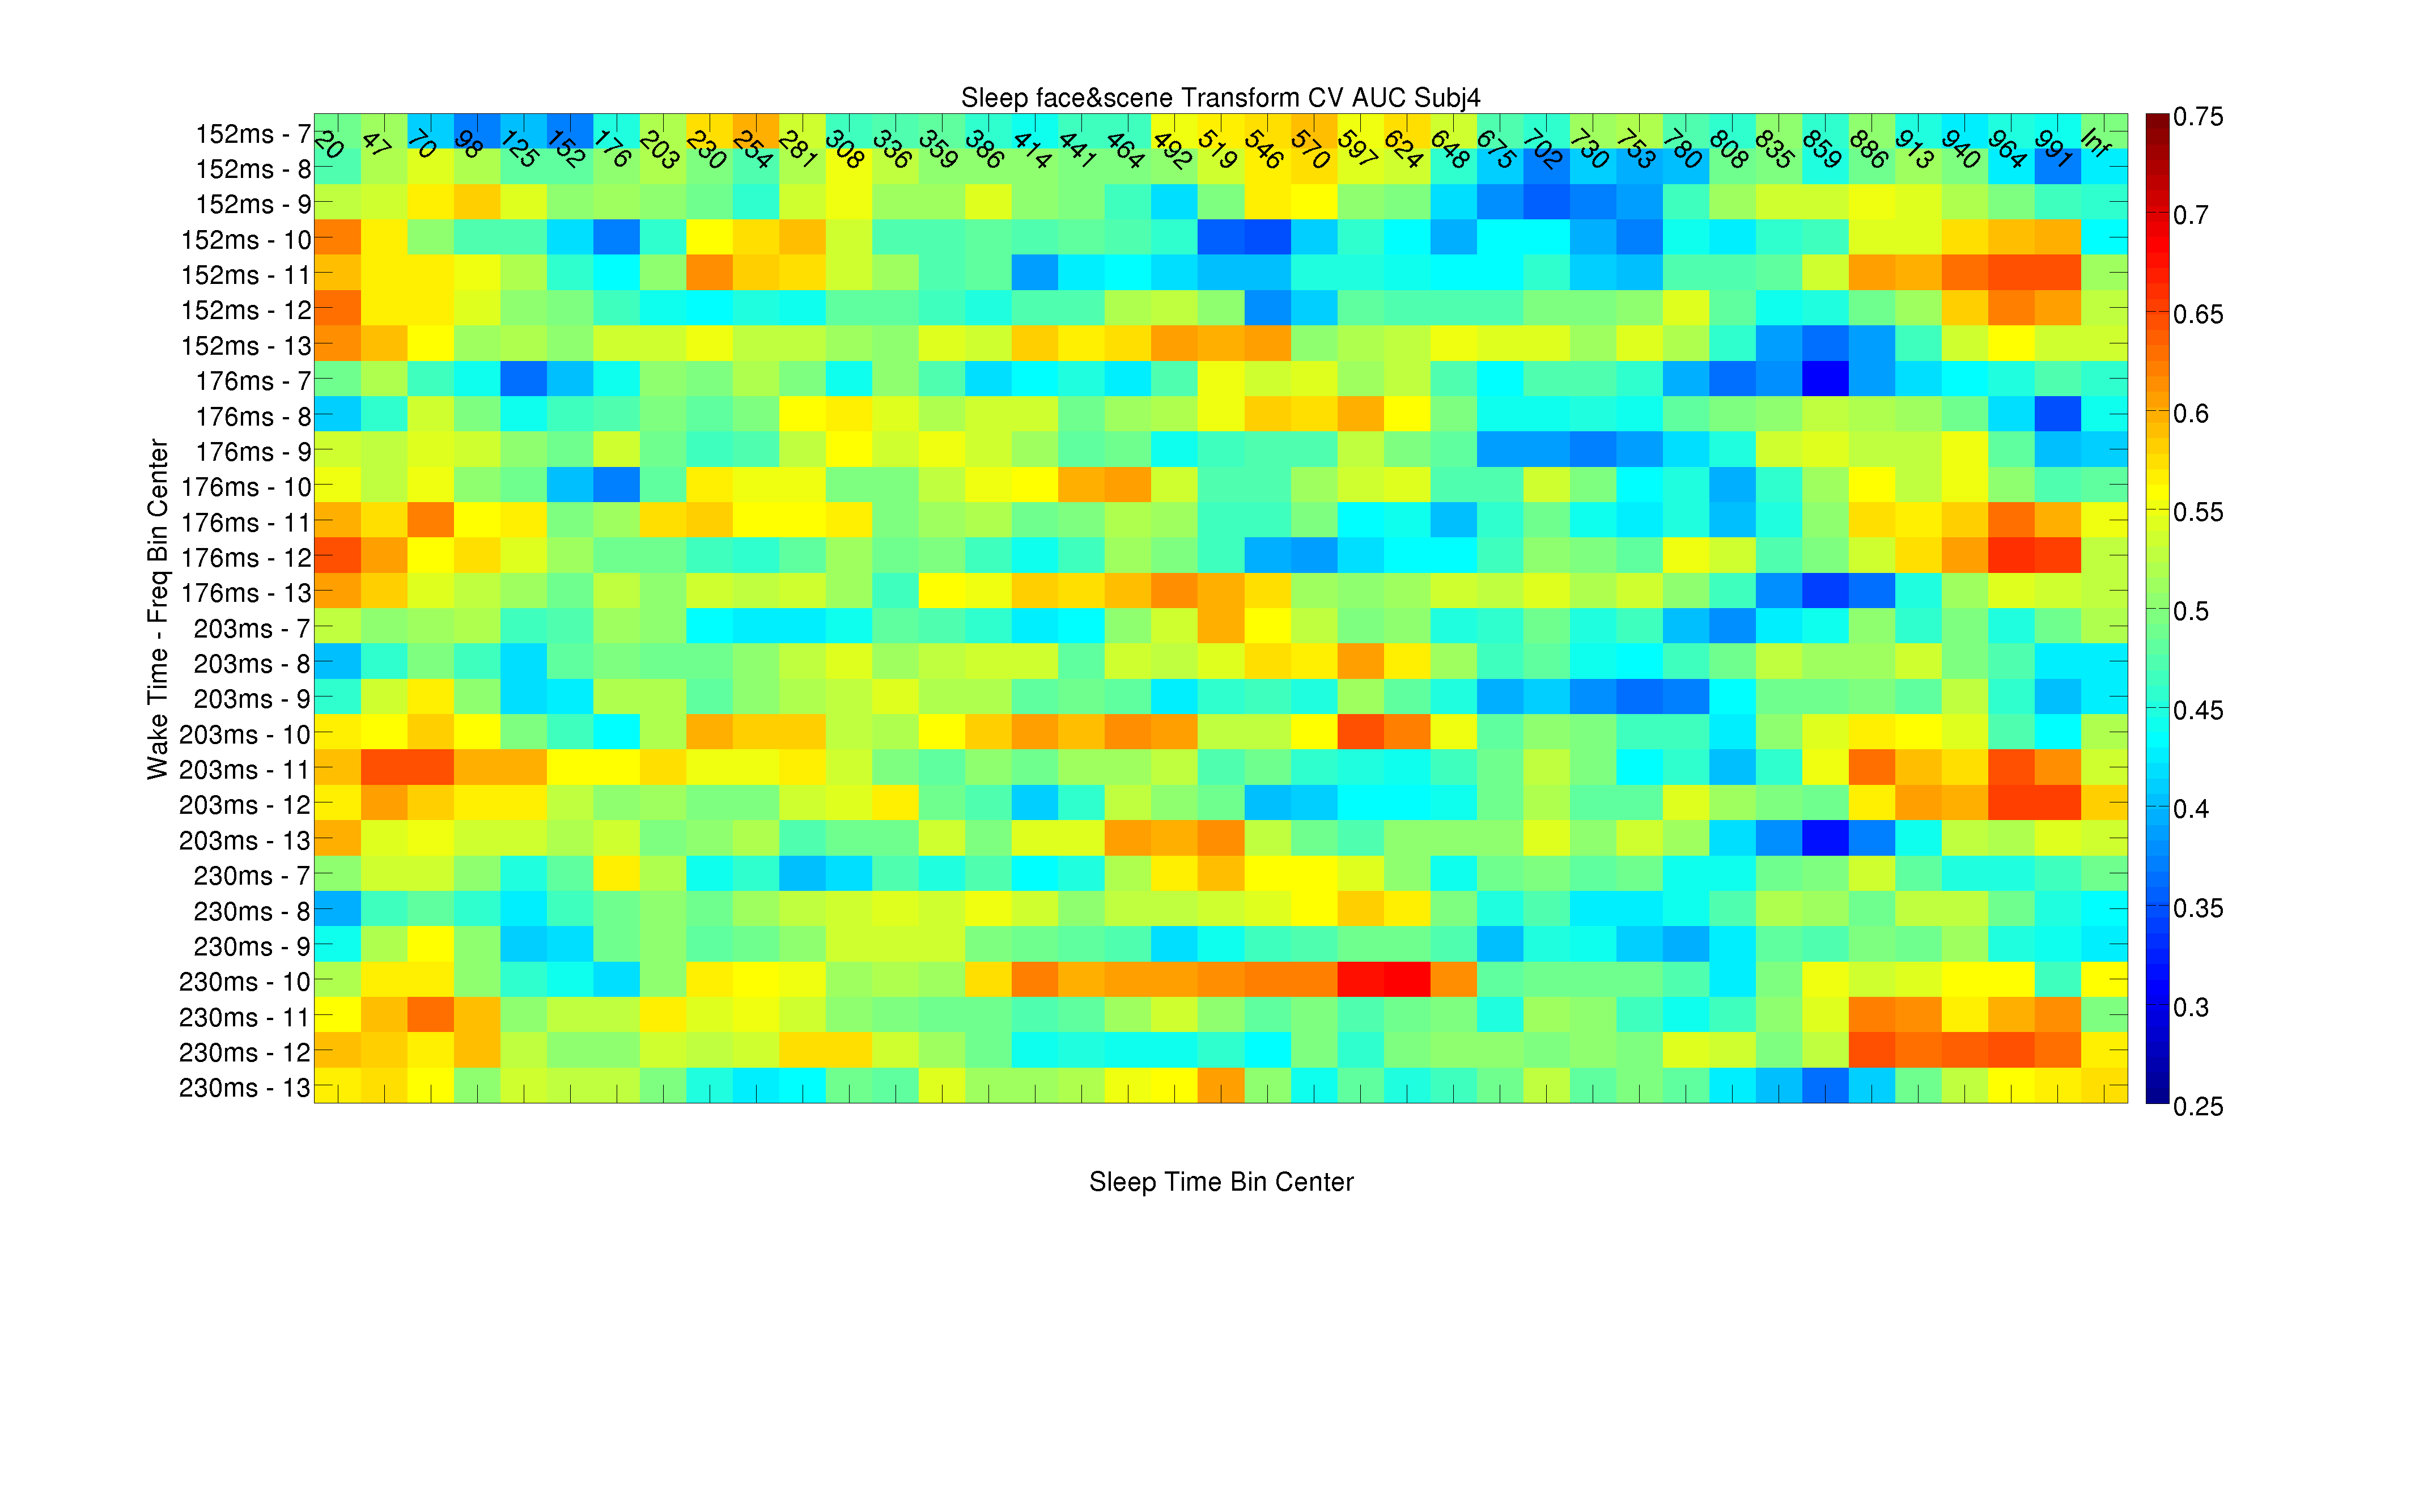 Sleep face&scene Transform CV AUC Subj4
152ms - 7
152ms - 8
152ms - 9
152ms - 10
152ms - 11
152ms - 12
152ms - 13
176ms - 7
176ms - 8
176ms - 9
176ms - 10
176ms - 11
176ms - 12
176ms - 13
203ms - 7
203ms - 8
203ms - 9
203ms - 10
203ms - 11
203ms - 12
203ms - 13
230ms - 7
230ms - 8
230ms - 9
230ms - 10
230ms - 11
230ms - 12
230ms - 13
Wake Time - Freq Bin Center
20 47 70 98 125 152 176 203 230 254 281 308 336 359 386 414 441 464 492 519 546 570 597 624 648 675 702 730 753 780 808 835 859 886 913 940 964 991 Inf
0.75
0.7
0.65
0.6
0.55
0.5
0.45
0.4
0.35
0.3
0.25
Sleep Time Bin Center